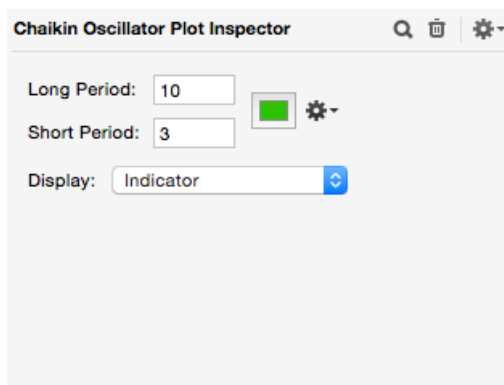 Chaikin Oscillator Plot Inspector
Long Period: 10
Short Period: 3
Display: Indicator